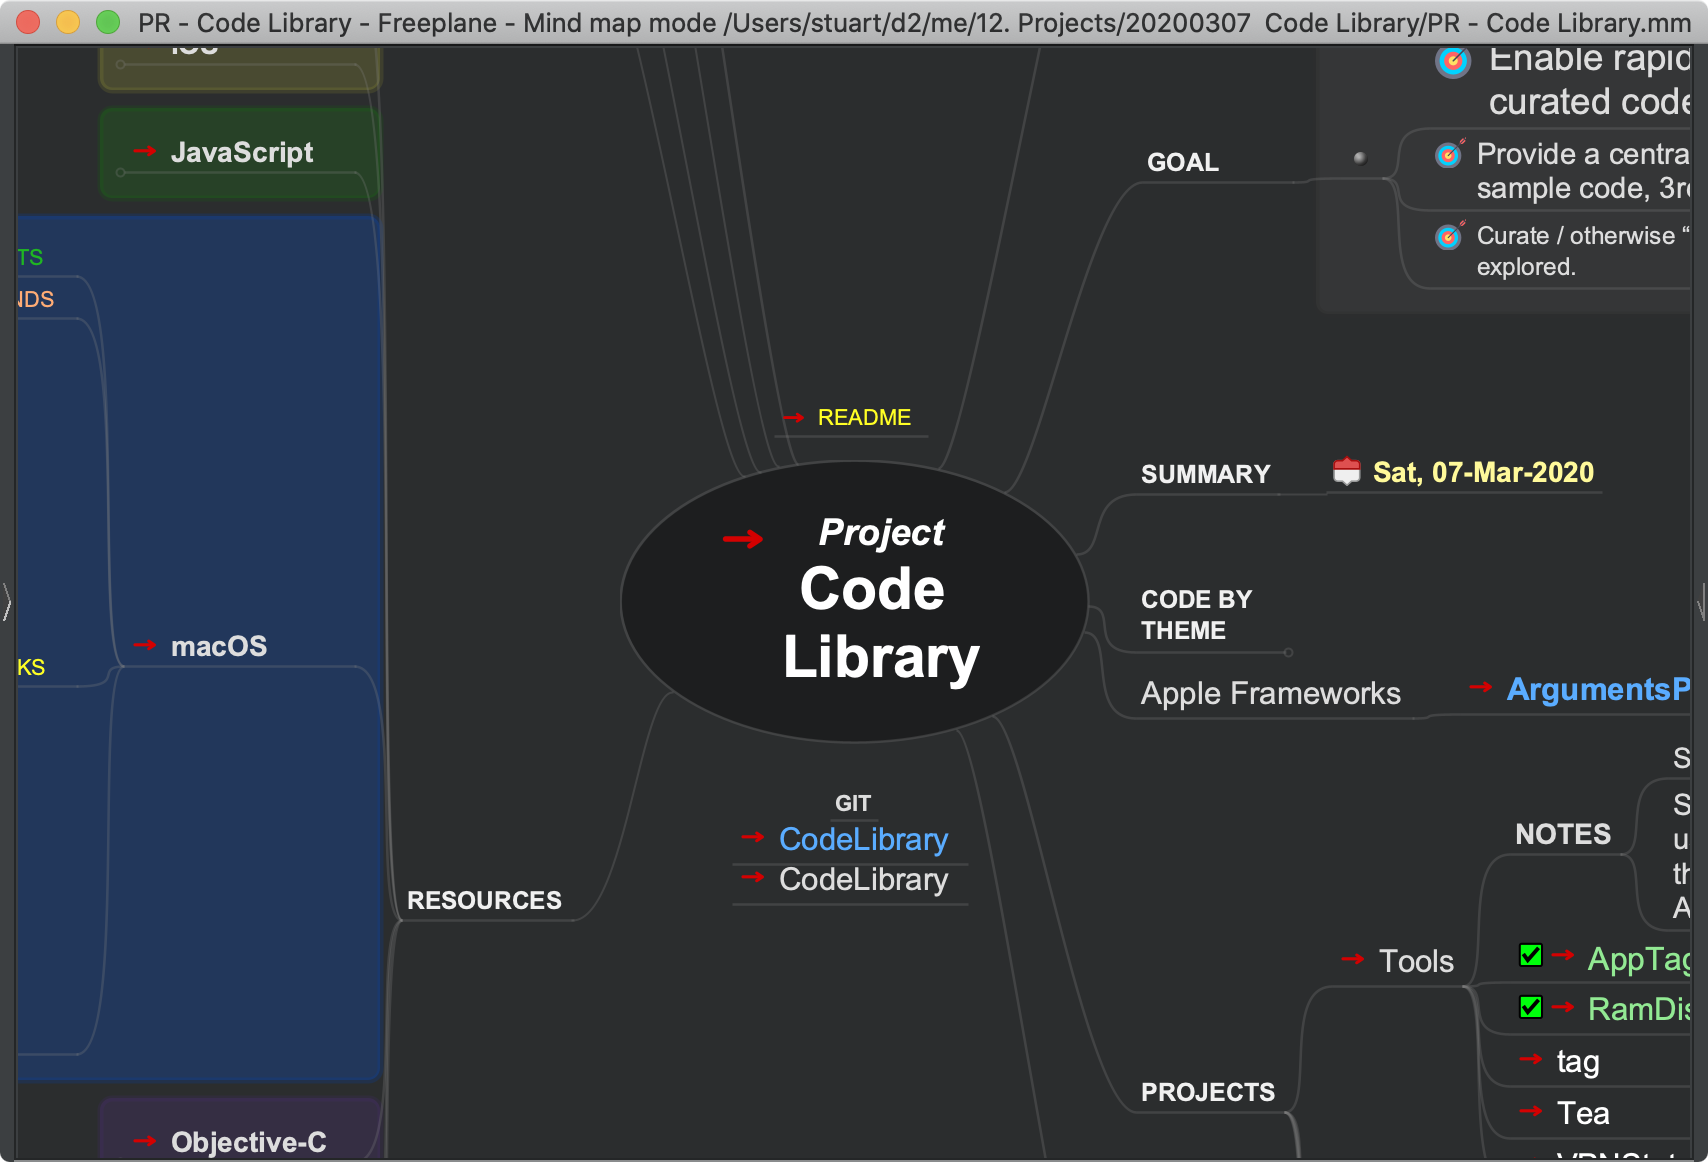 PR - Code Library - Freeplane - Mind map mode /Users/stuart/d2/me/12. Projects/20200307  Code Library/PR - Code Library.mm
iOS
JavaScript
TS
NDS
macOS
KS
Objective-C
RESOURCES
README
Project
Code
Library
GIT
CodeLibrary
CodeLibrary
GOAL
Enable rapid
curated code
Provide a centra
sample code, 3r
Curate / otherwise “
explored.
SUMMARY
Sat, 07-Mar-2020
CODE BY
THEME
Apple Frameworks
ArgumentsP
NOTES
S
S
u
th
A
Tools
AppTag
RamDis
tag
Tea
PROJECTS